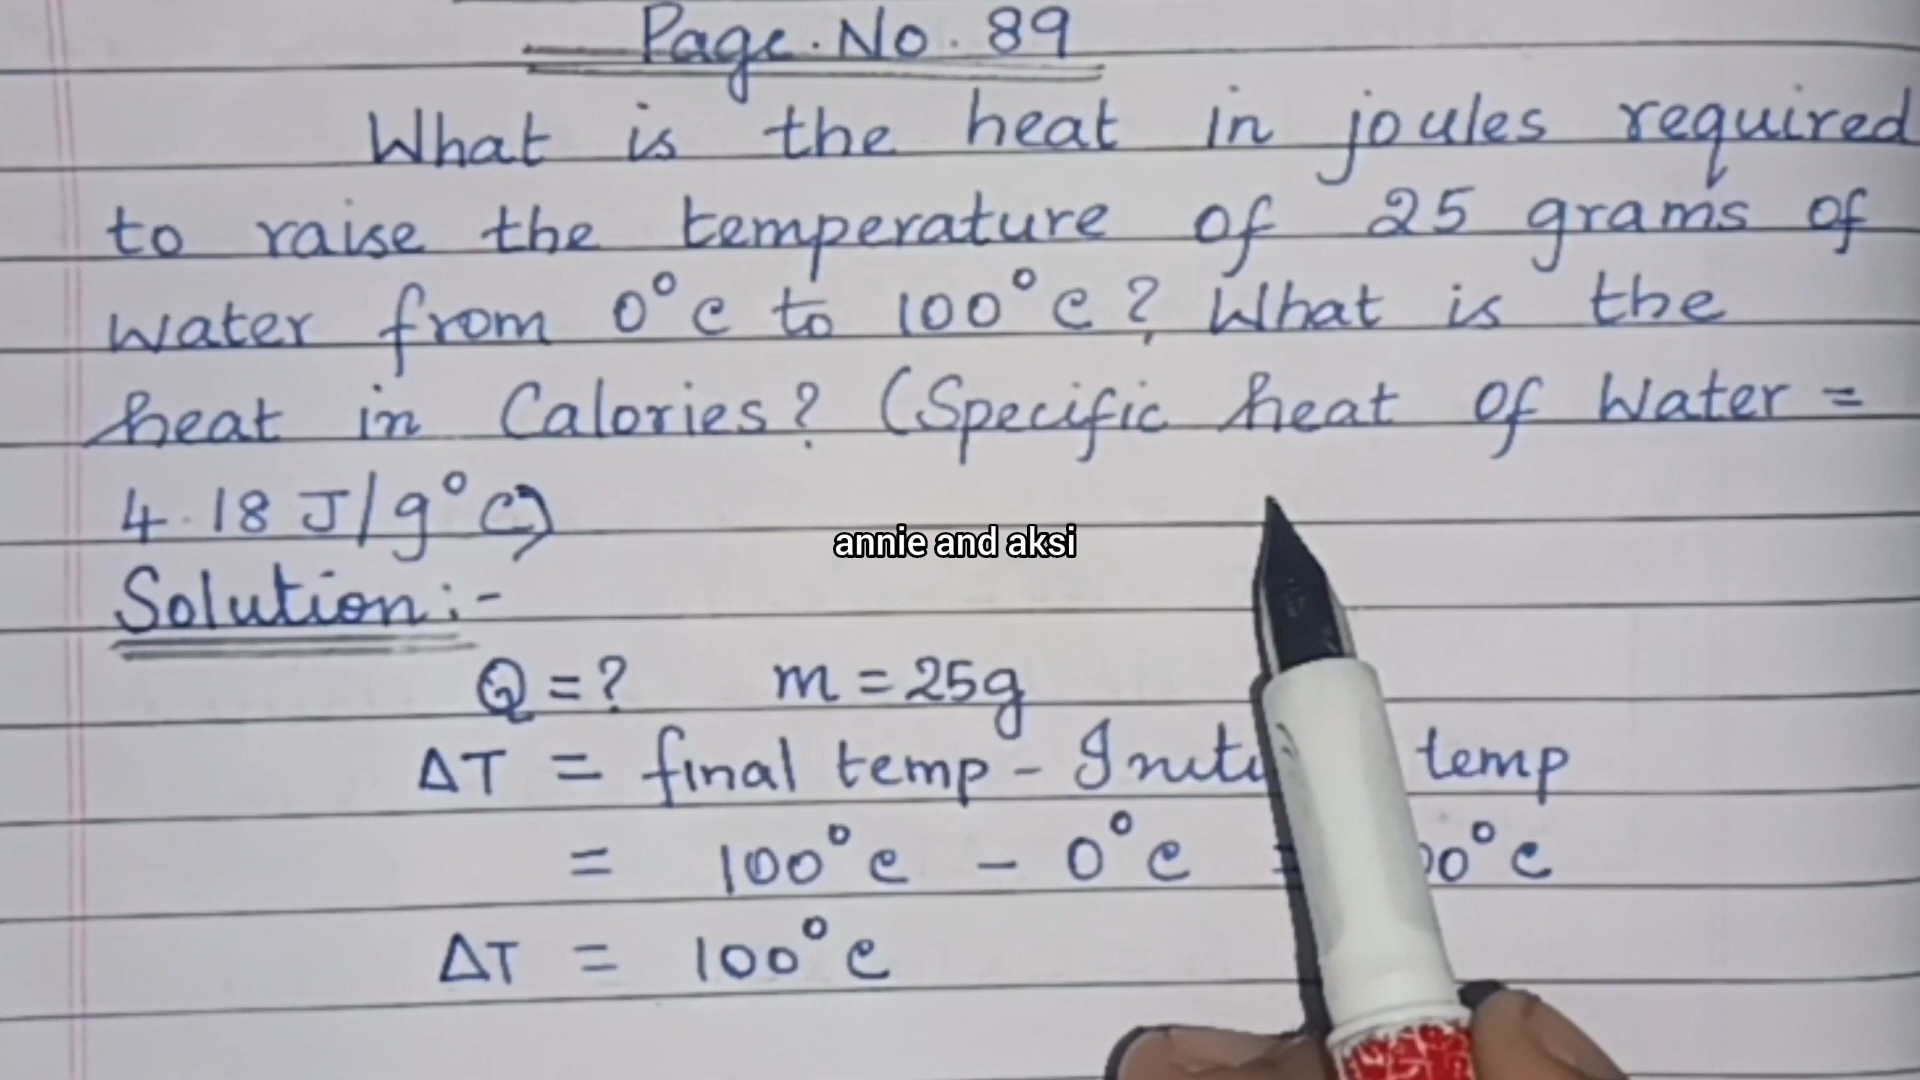 Page. No. 89
What is the heat in joules required
to raise the temperature of 25 grams of
water from 0°c to 100°c? What is the
heat in Calories? (Specific heat of Water =
4.18 J/g°C)
annie and aksi
Solution:-
Q = ? m = 25g
ΔT = final temp - temp
= 100°c - 0°c = 00°c
ΔT = 100°c